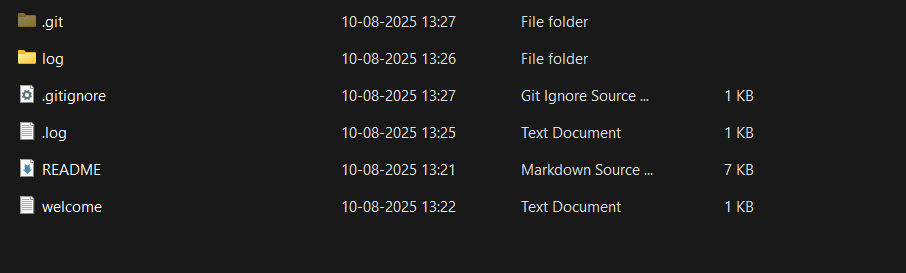 .git 10-08-2025 13:27 File folder
log 10-08-2025 13:26 File folder
.gitignore 10-08-2025 13:27 Git Ignore Source ... 1 KB
.log 10-08-2025 13:25 Text Document 1 KB
README 10-08-2025 13:21 Markdown Source ... 7 KB
welcome 10-08-2025 13:22 Text Document 1 KB